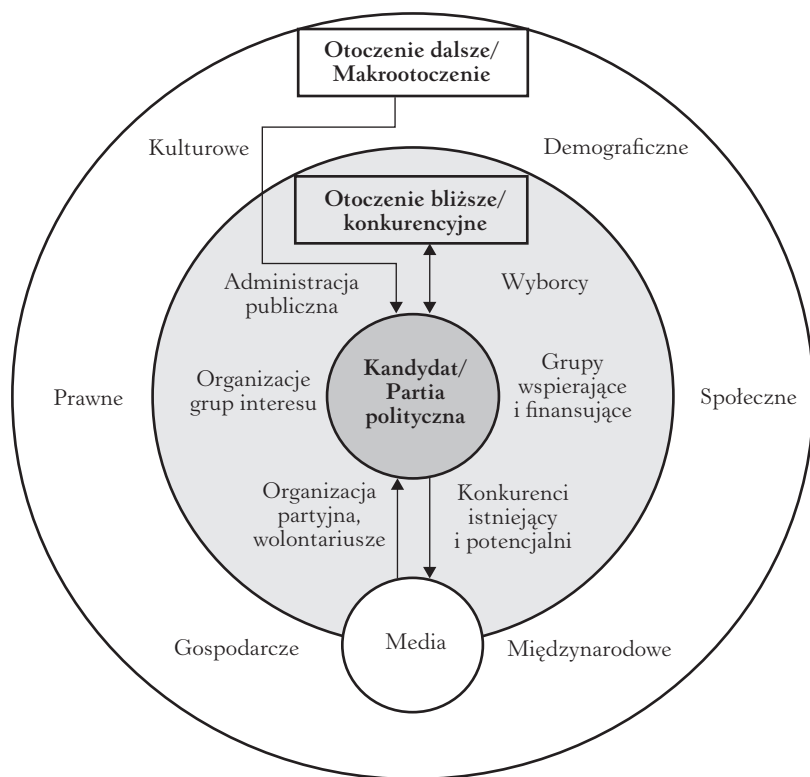 Otoczenie dalsze/
Makrootoczenie
Kulturowe
Demograficzne
Otoczenie bliższe/
konkurencyjne
Administracja
publiczna
Wyborcy
Prawne
Organizacje
grup interesu
Kandydat/
Partia
polityczna
Grupy
wspierające
i finansujące
Społeczne
Organizacja
partyjna,
wolontariusze
Konkurenci
istniejący
i potencjalni
Gospodarcze
Media
Międzynarodowe